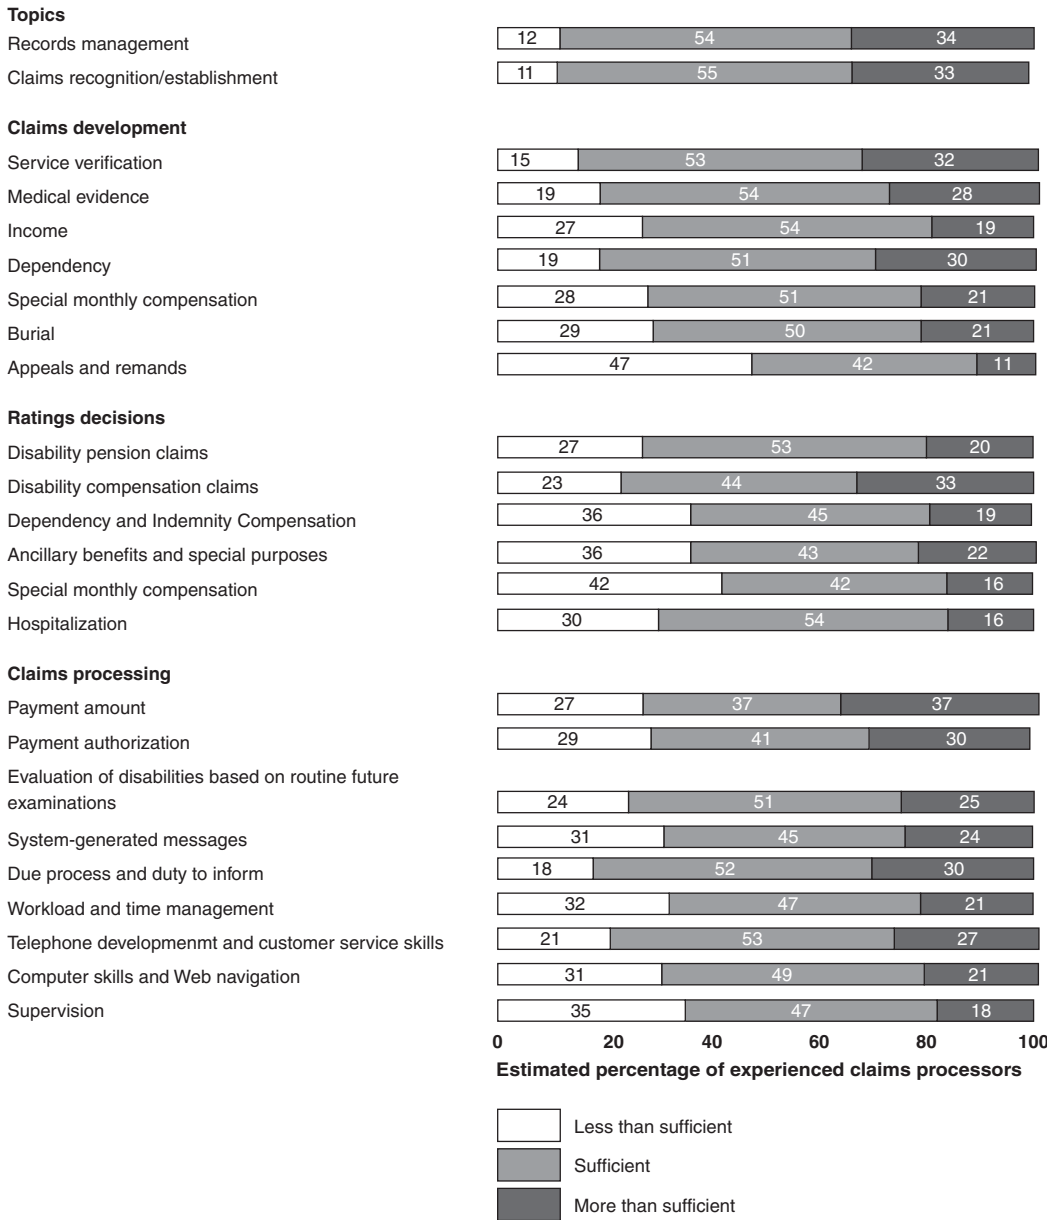 Topics
Records management 12 54 34
Claims recognition/establishment 11 55 33
Claims development
Service verification 15 53 32
Medical evidence 19 54 28
Income 27 54 19
Dependency 19 51 30
Special monthly compensation 28 51 21
Burial 29 50 21
Appeals and remands 47 42 11
Ratings decisions
Disability pension claims 27 53 20
Disability compensation claims 23 44 33
Dependency and Indemnity Compensation 36 45 19
Ancillary benefits and special purposes 36 43 22
Special monthly compensation 42 42 16
Hospitalization 30 54 16
Claims processing
Payment amount 27 37 37
Payment authorization 29 41 30
Evaluation of disabilities based on routine future
examinations 24 51 25
System-generated messages 31 45 24
Due process and duty to inform 18 52 30
Workload and time management 32 47 21
Telephone developmenmt and customer service skills 21 53 27
Computer skills and Web navigation 31 49 21
Supervision 35 47 18
0 20 40 60 80 100
Estimated percentage of experienced claims processors
Less than sufficient
Sufficient
More than sufficient